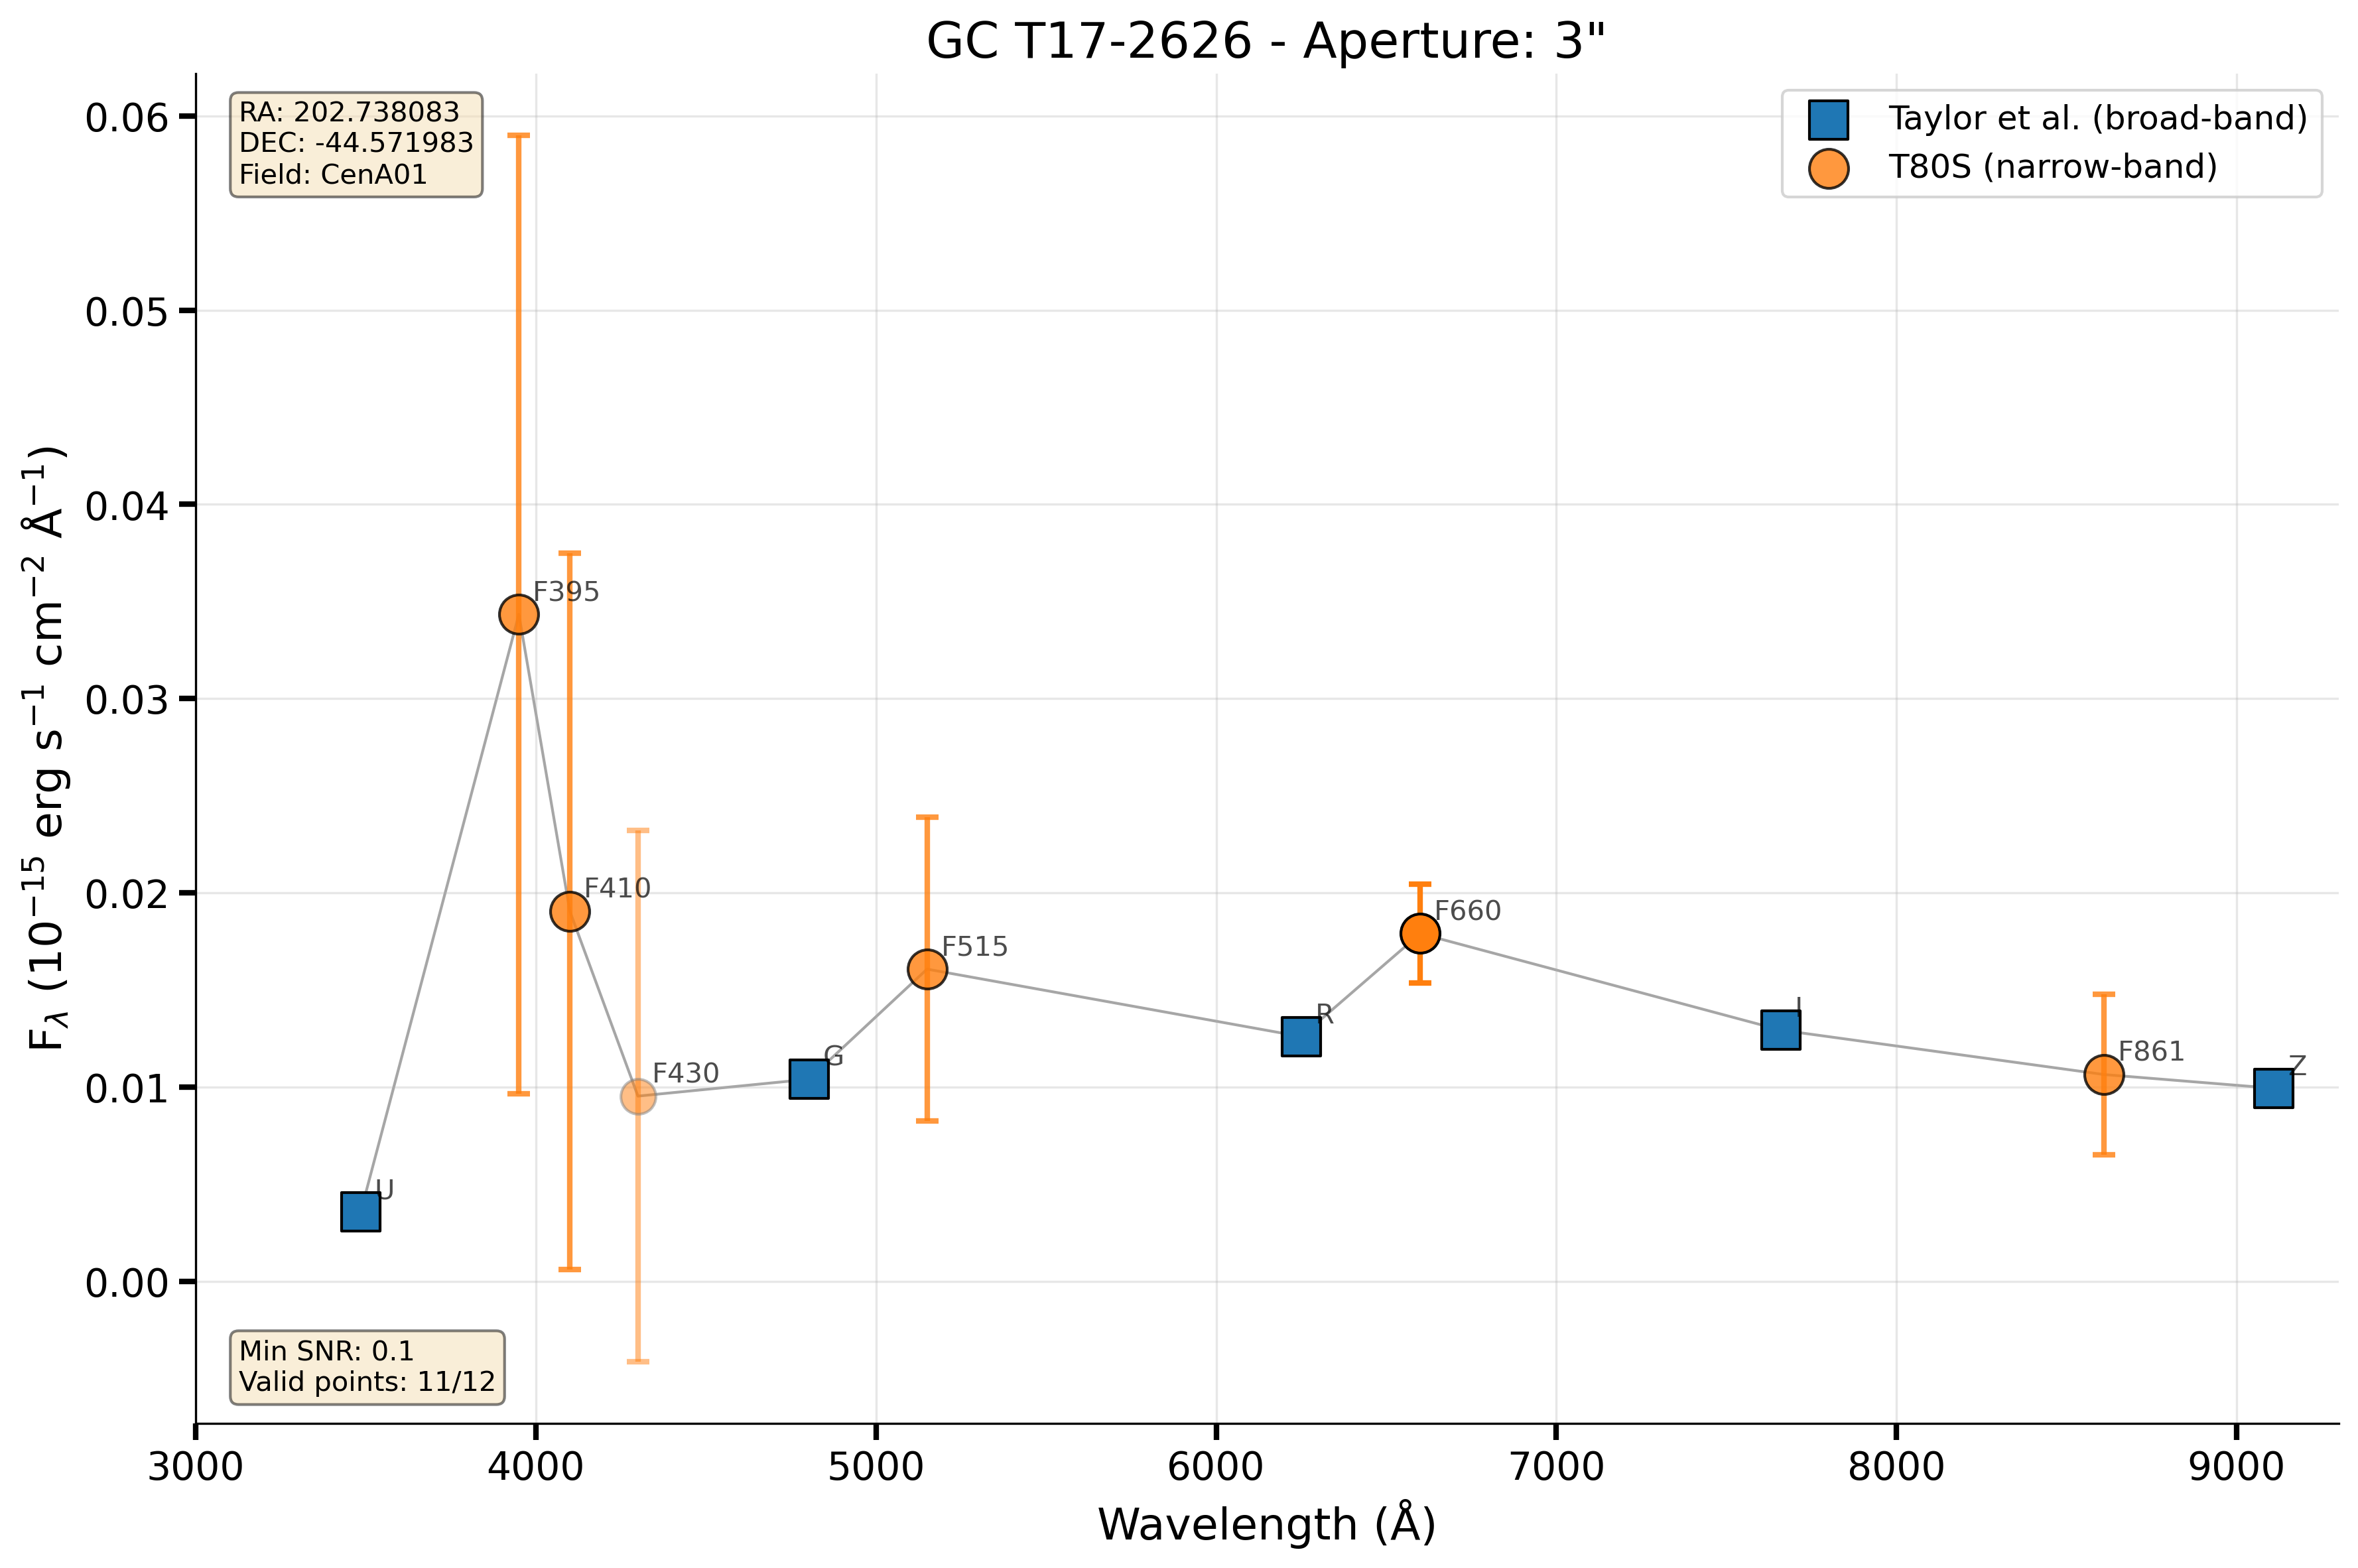 GC T17-2626 - Aperture: 3"
RA: 202.738083
DEC: -44.571983
Field: CenA01
Taylor et al. (broad-band)
T80S (narrow-band)
0.06
0.05
0.04
0.03
0.02
0.01
0.00
F_λ (10⁻¹⁵ erg s⁻¹ cm⁻² Å⁻¹)
U
F395
F410
F430
G
F515
R
F660
I
F861
Z
Min SNR: 0.1
Valid points: 11/12
3000
4000
5000
6000
7000
8000
9000
Wavelength (Å)